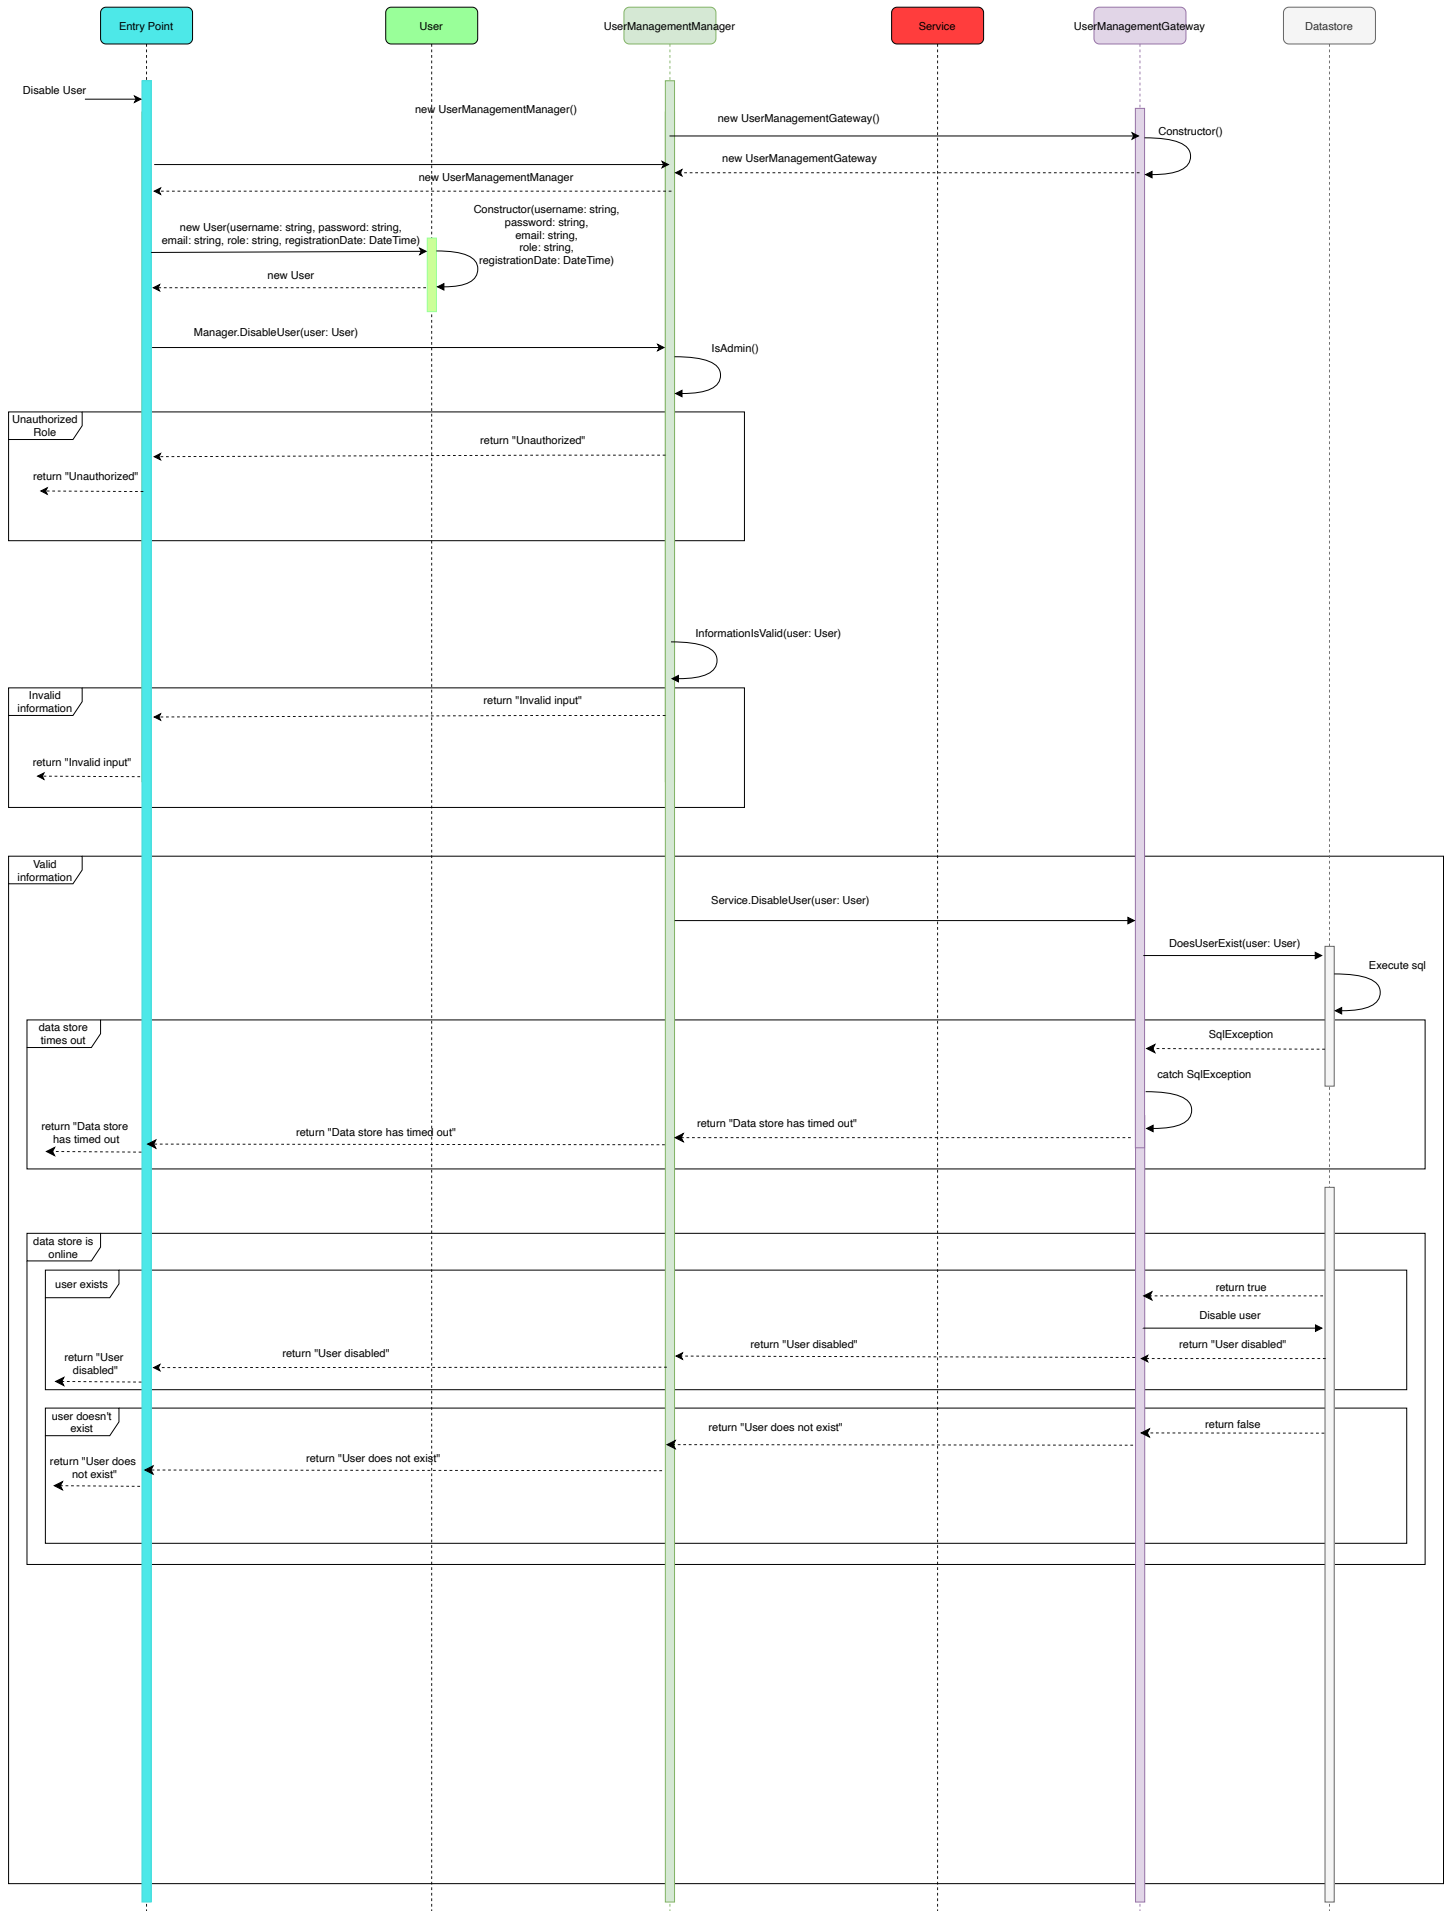 Entry Point
User
UserManagementManager
Service
UserManagementGateway
Datastore
Disable User
new UserManagementManager()
new UserManagementGateway()
Constructor()
new UserManagementGateway
new UserManagementManager
Constructor(username: string,
password: string,
email: string,
role: string,
registrationDate: DateTime)
new User(username: string, password: string,
email: string, role: string, registrationDate: DateTime)
new User
Manager.DisableUser(user: User)
IsAdmin()
Unauthorized
Role
return "Unauthorized"
return "Unauthorized"
InformationIsValid(user: User)
Invalid
information
return "Invalid input"
return "Invalid input"
Valid
information
Service.DisableUser(user: User)
DoesUserExist(user: User)
Execute sql
data store
times out
SqlException
catch SqlException
return "Data store has timed out"
return "Data store has timed out"
return "Data store
has timed out
data store is
online
user exists
return true
Disable user
return "User disabled"
return "User disabled"
return "User disabled"
return "User
disabled"
user doesn't
exist
return false
return "User does not exist"
return "User does not exist"
return "User does
not exist"